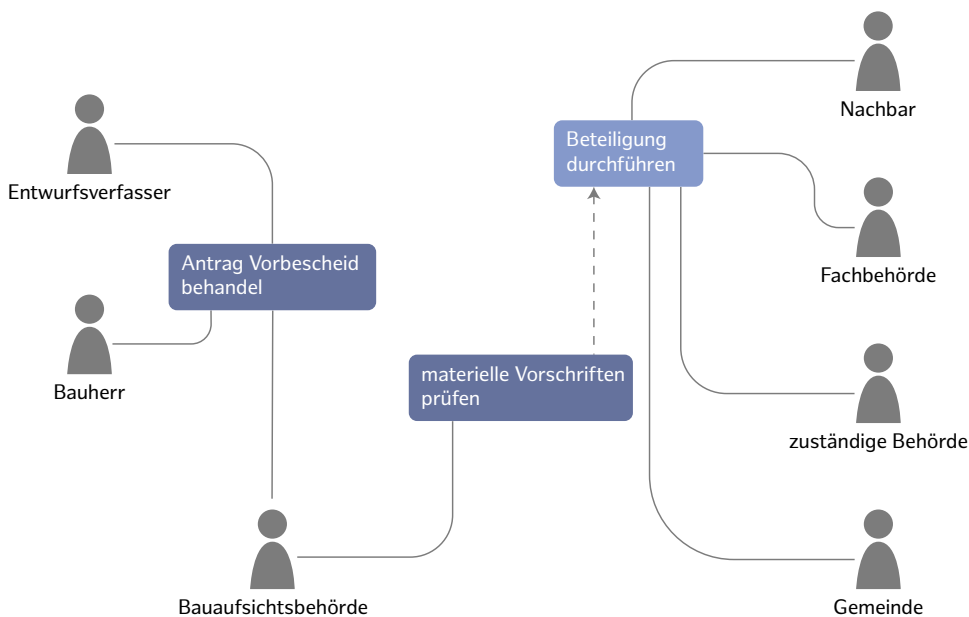 Nachbar
Entwurfsverfasser
Beteiligung
durchführen
Antrag Vorbescheid
behandel
Fachbehörde
Bauherr
materielle Vorschriften
prüfen
zuständige Behörde
Bauaufsichtsbehörde
Gemeinde